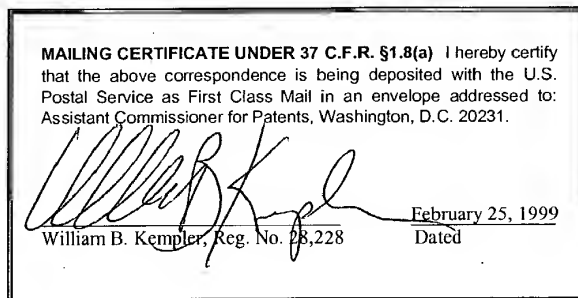 MAILING CERTIFICATE UNDER 37 C.F.R. §1.8(a) I hereby certify
that the above correspondence is being deposited with the U.S.
Postal Service as First Class Mail in an envelope addressed to:
Assistant Commissioner for Patents, Washington, D.C. 20231.
William B Kempler
February 25, 1999
William B. Kempler, Reg. No. 28,228 Dated